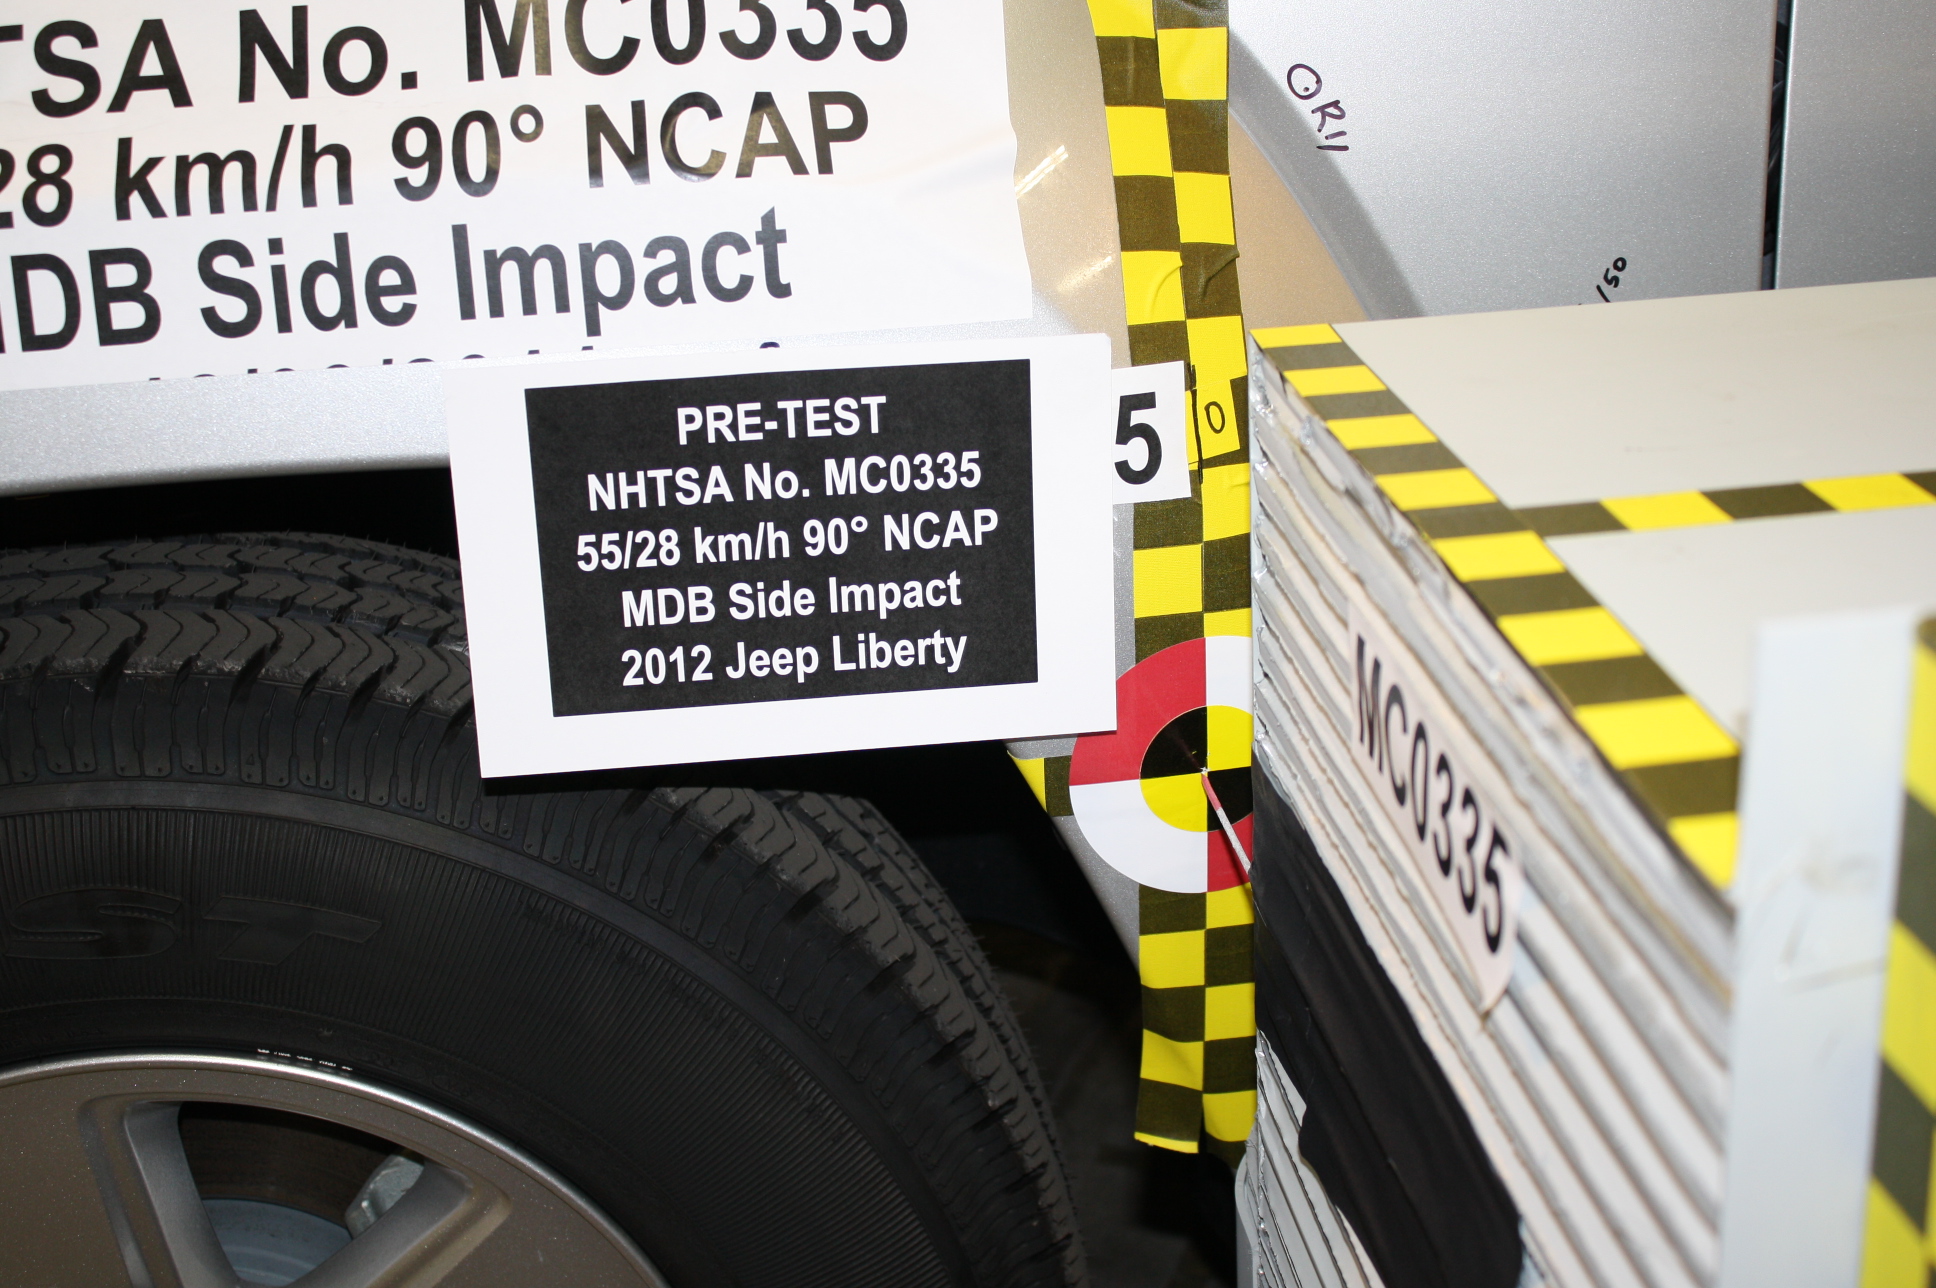 TSA No. MC0335
28 km/h 90° NCAP
MDB Side Impact
PRE-TEST
NHTSA No. MC0335
55/28 km/h 90° NCAP
MDB Side Impact
2012 Jeep Liberty
5
0
MC0335
ST